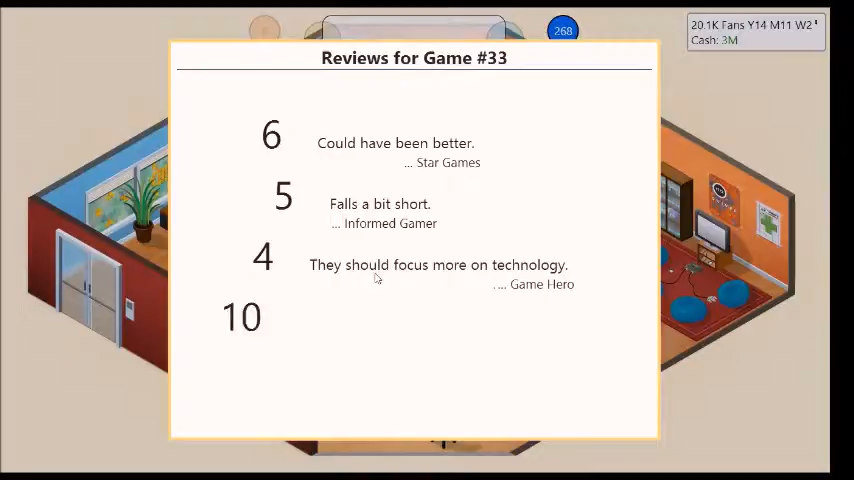 268
20.1K Fans Y14 M11 W2
Cash: 3M
Reviews for Game #33
6
Could have been better.
... Star Games
5
Falls a bit short.
... Informed Gamer
4
They should focus more on technology.
.... Game Hero
10